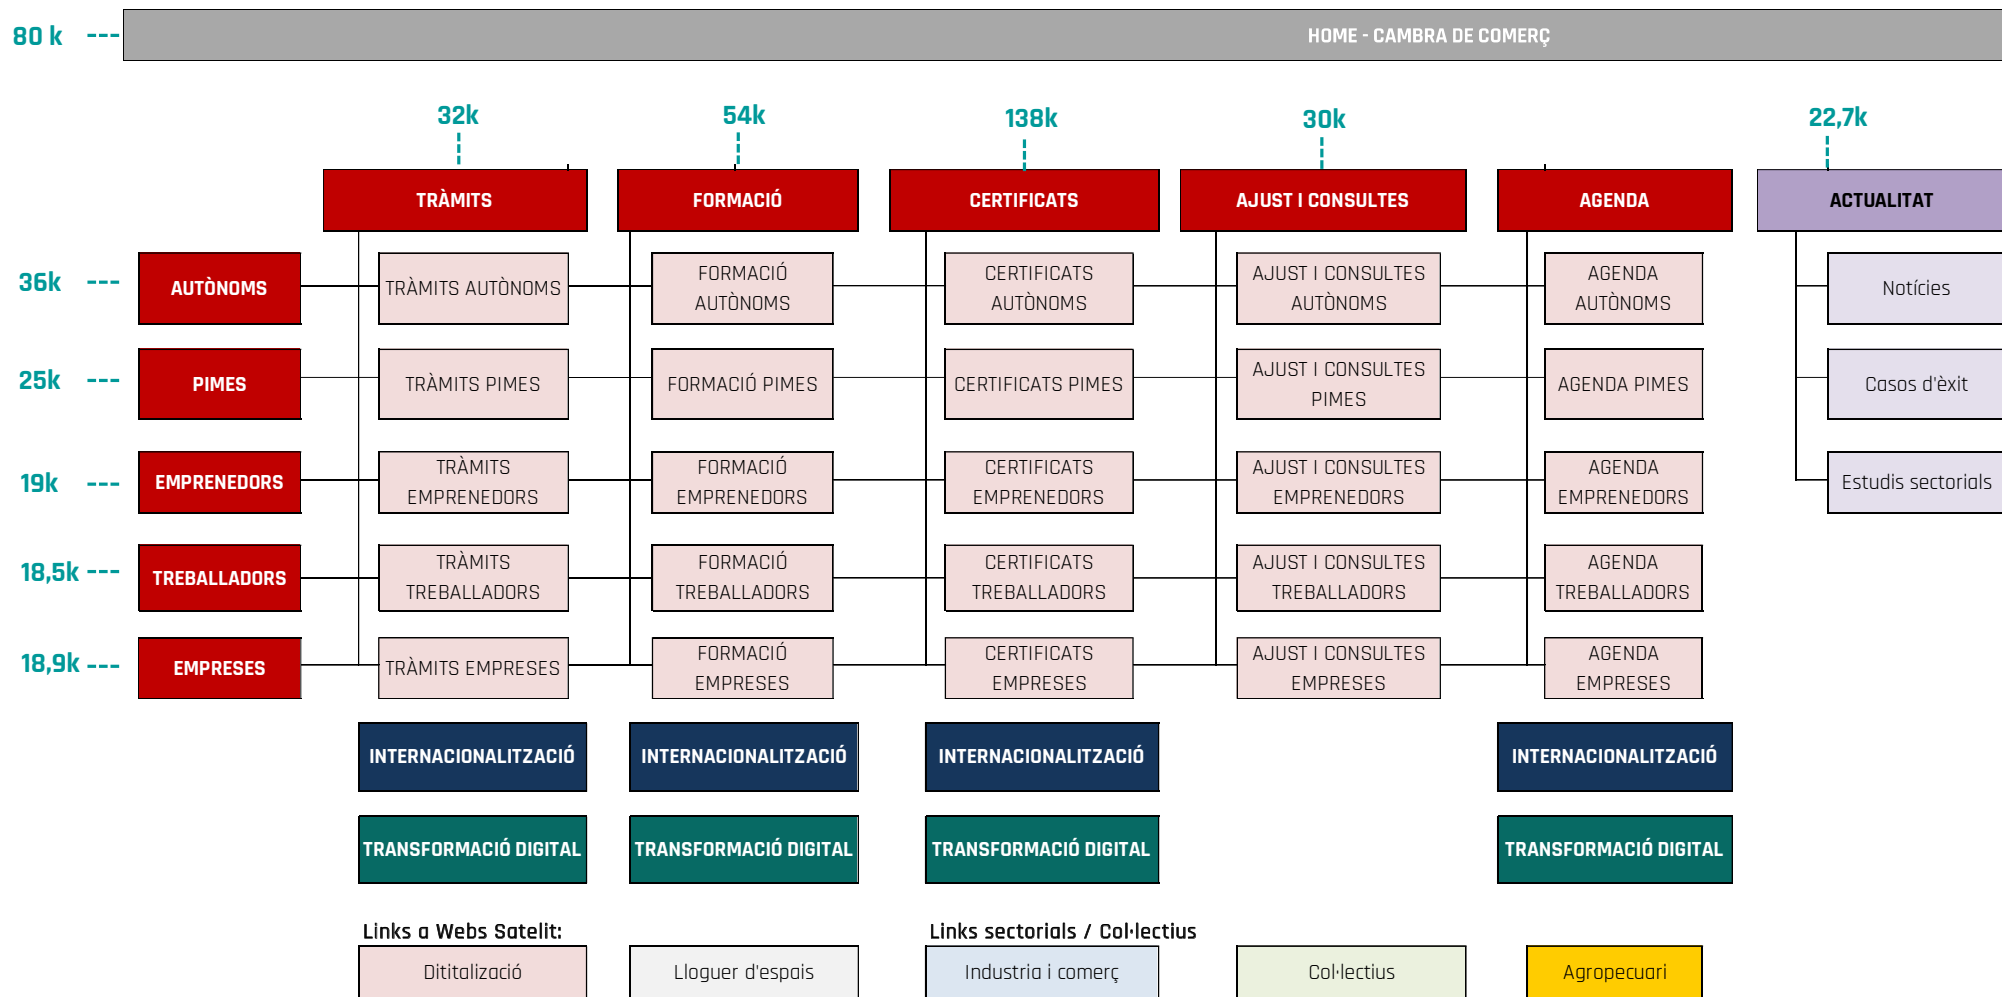 80 k
HOME - CAMBRA DE COMERÇ
32k
54k
138k
30k
22,7k
TRÀMITS
FORMACIÓ
CERTIFICATS
AJUST I CONSULTES
AGENDA
ACTUALITAT
36k
AUTÒNOMS
TRÀMITS AUTÒNOMS
FORMACIÓ
AUTÒNOMS
CERTIFICATS
AUTÒNOMS
AJUST I CONSULTES
AUTÒNOMS
AGENDA
AUTÒNOMS
Notícies
25k
PIMES
TRÀMITS PIMES
FORMACIÓ PIMES
CERTIFICATS PIMES
AJUST I CONSULTES
PIMES
AGENDA PIMES
Casos d'èxit
19k
EMPRENEDORS
TRÀMITS
EMPRENEDORS
FORMACIÓ
EMPRENEDORS
CERTIFICATS
EMPRENEDORS
AJUST I CONSULTES
EMPRENEDORS
AGENDA
EMPRENEDORS
Estudis sectorials
18,5k
TREBALLADORS
TRÀMITS
TREBALLADORS
FORMACIÓ
TREBALLADORS
CERTIFICATS
TREBALLADORS
AJUST I CONSULTES
TREBALLADORS
AGENDA
TREBALLADORS
18,9k
EMPRESES
TRÀMITS EMPRESES
FORMACIÓ
EMPRESES
CERTIFICATS
EMPRESES
AJUST I CONSULTES
EMPRESES
AGENDA
EMPRESES
INTERNACIONALITZACIÓ
INTERNACIONALITZACIÓ
INTERNACIONALITZACIÓ
INTERNACIONALITZACIÓ
TRANSFORMACIÓ DIGITAL
TRANSFORMACIÓ DIGITAL
TRANSFORMACIÓ DIGITAL
TRANSFORMACIÓ DIGITAL
Links a Webs Satelit:
Links sectorials / Col·lectius
Dititalizació
Lloguer d'espais
Industria i comerç
Col·lectius
Agropecuari